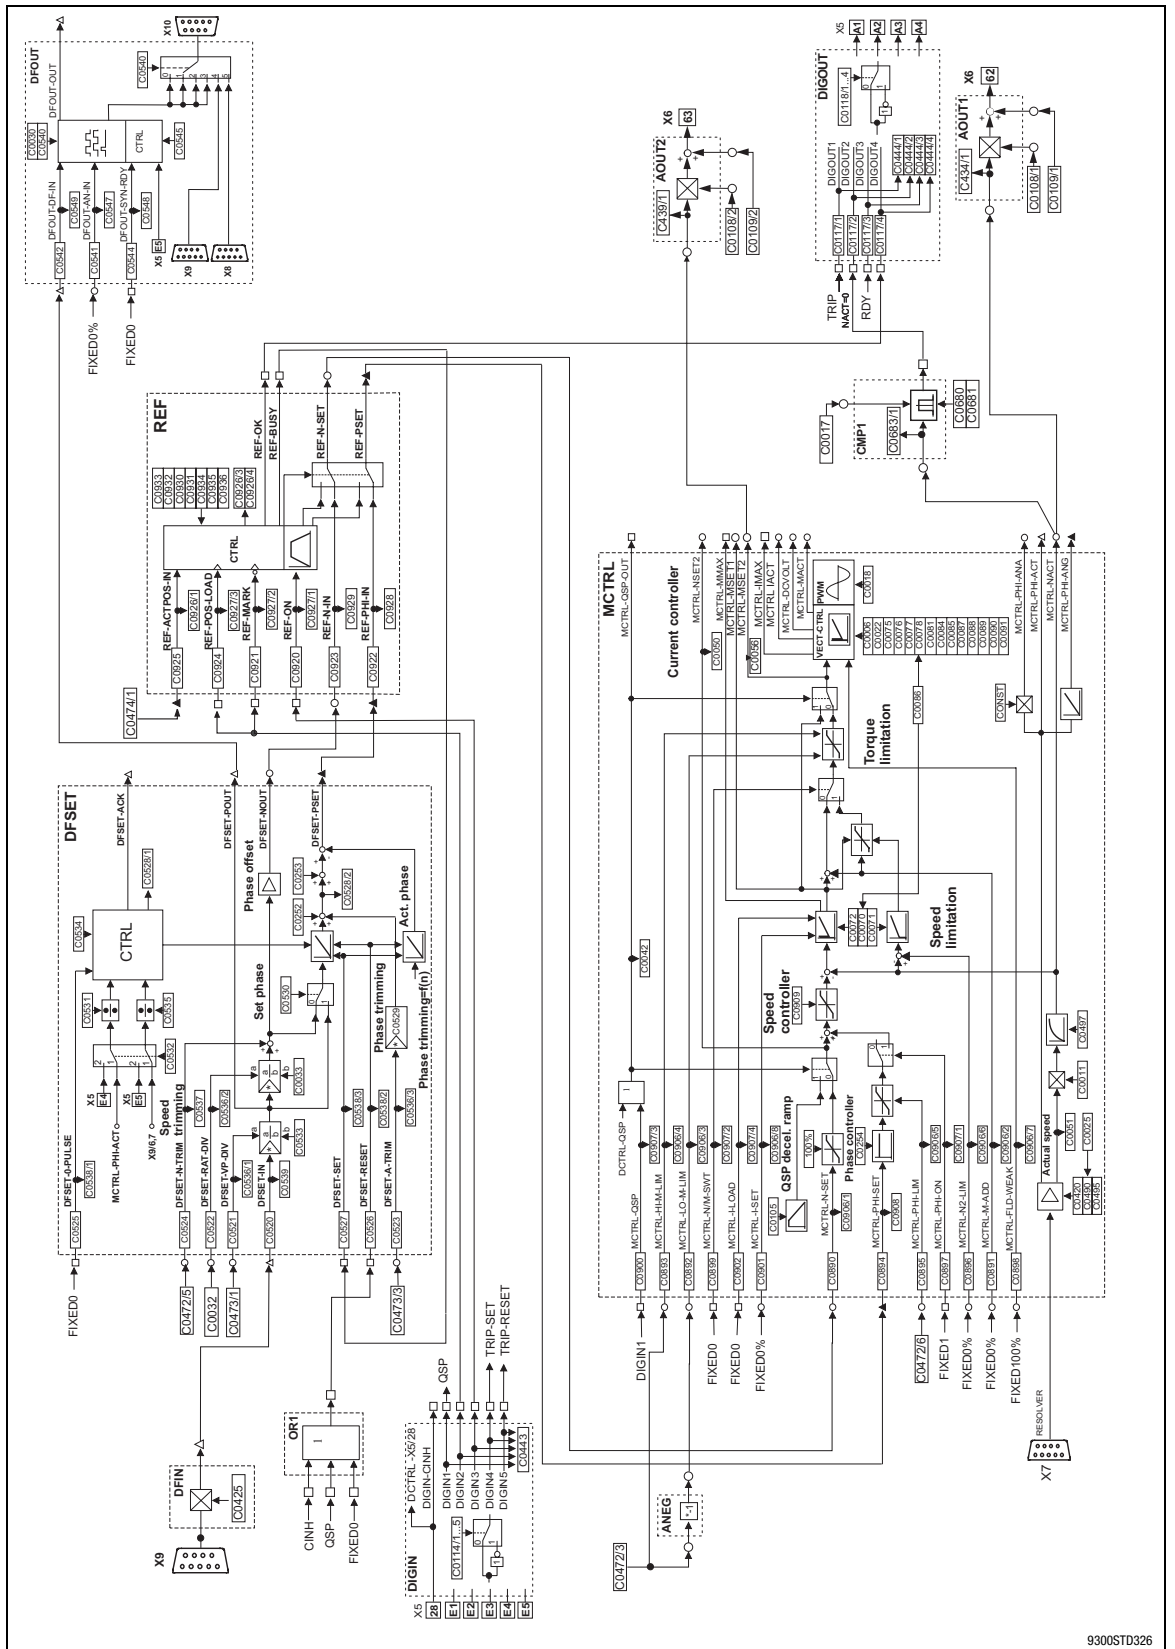 X10
DFOUT
DFOUT-OUT
C0540
0
1
2
3
4
5
C0030
C0540
CTRL
C0545
DFOUT-DF-IN
C0549
DFOUT-AN-IN
C0547
DFOUT-SYN-RDY
C0548
C0542
C0541
C0544
X5
E5
X9
X8
FIXED0%
FIXED0
REF
REF-OK
REF-BUSY
REF-N-SET
REF-PSET
C0933
C0932
C0930
C0931
C0934
C0935
C0936
C0926/3
C0926/4
CTRL
REF-ACTPOS-IN
C0926/1
REF-POS-LOAD
C0927/3
REF-MARK
C0927/2
REF-ON
C0927/1
REF-N-IN
C0929
REF-PHI-IN
C0928
C0925
C0924
C0921
C0920
C0923
C0922
C0474/1
DFSET
DFSET-ACK
DFSET-POUT
DFSET-NOUT
DFSET-PSET
C0528/1
C0534
CTRL
C0531
C0535
C0532
X5
E4
MCTRL-PHI-ACT
X5
E5
X9/6,7
Phase offset
C0253
C0252
C0528/2
Act. phase
Set phase
C0530
Phase trimming
C0529
Phase trimming=f(n)
Speed
trimming
C0033
C0533
DFSET-0-PULSE
C0538/1
DFSET-N-TRIM
C0537
DFSET-RAT-DIV
C0536/2
DFSET-VP-DIV
C0536/1
DFSET-IN
C0539
DFSET-SET
C0538/3
DFSET-RESET
C0538/2
DFSET-A-TRIM
C0536/3
C0525
C0524
C0522
C0521
C0520
C0527
C0526
C0523
FIXED0
C0472/5
C0032
C0473/1
C0473/3
X9
DFIN
C0425
OR1
CINH
QSP
FIXED0
DIGIN
X5
28
E1
E2
E3
E4
E5
DCTRL -X5/28
DIGIN-CINH
DIGIN1
DIGIN2
DIGIN3
DIGIN4
DIGIN5
C0114/1...5
C0443
QSP
TRIP-SET
TRIP-RESET
X6
63
AOUT2
C439/1
C0108/2
C0109/2
X5
A1
A2
A3
A4
DIGOUT
C0118/1...4
DIGOUT1
DIGOUT2
DIGOUT3
DIGOUT4
C0444/1
C0444/2
C0444/3
C0444/4
C0117/1
C0117/2
C0117/3
C0117/4
TRIP
NACT=0
RDY
X6
62
AOUT1
C434/1
C0108/1
C0109/1
C0017
CMP1
C0683/1
C0680
C0681
MCTRL
MCTRL-QSP-OUT
Current controller
MCTRL-NSET2
MCTRL-MMAX
MCTRL-MSET1
MCTRL-MSET2
MCTRL-IMAX
MCTRL IACT
MCTRL-DCVOLT
MCTRL-MACT
C0050
C0056
VECT-CTRL
PWM
C0018
C0006
C0022
C0075
C0076
C0077
C0078
C0081
C0084
C0085
C0087
C0088
C0089
C0090
C0091
C0086
MCTRL-PHI-ANA
MCTRL-PHI-ACT
MCTRL-NACT
MCTRL-PHI-ANG
CONST
Torque
limitation
C0042
C0072
C0070
C0071
Speed
limitation
Speed
controller
C0909
C0497
C0011
C0051
C0025
Actual speed
C0420
C0490
C0495
DCTRL-QSP
QSP decel. ramp
C0105
100%
Phase controller
C0254
MCTRL-QSP
C0907/3
MCTRL-HI-M-LIM
C0906/4
MCTRL-LO-M-LIM
C0906/3
MCTRL-N/M-SWT
C0907/2
MCTRL-I-LOAD
C0907/4
MCTRL-I-SET
C0906/8
MCTRL-N-SET
C0906/1
MCTRL-PHI-SET
C0908
MCTRL-PHI-LIM
C0906/5
MCTRL-PHI-ON
C0907/1
MCTRL-N2-LIM
C0906/6
MCTRL-M-ADD
C0906/2
MCTRL-FLD-WEAK
C0906/7
C0900
C0893
C0892
C0899
C0902
C0901
C0890
C0894
C0895
C0897
C0896
C0891
C0898
DIGIN1
FIXED0
FIXED0
FIXED0%
C0472/6
FIXED1
FIXED0%
FIXED0%
FIXED100%
RESOLVER
X7
ANEG
*-1
C0472/3
9300STD326